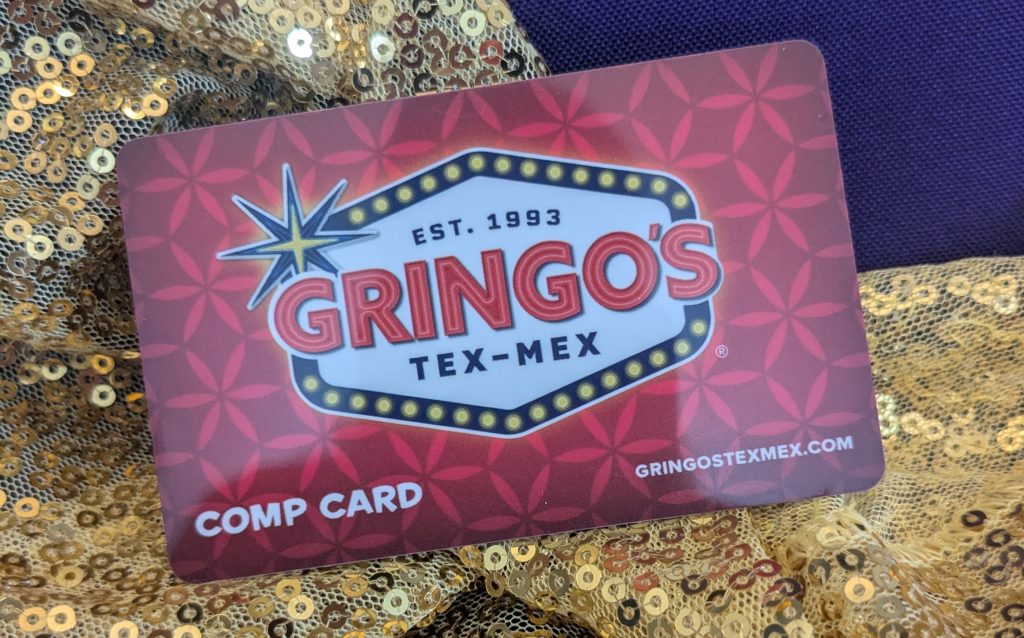 EST. 1993
GRINGO'S
TEX-MEX
®
GRINGOSTEXMEX.COM
COMP CARD